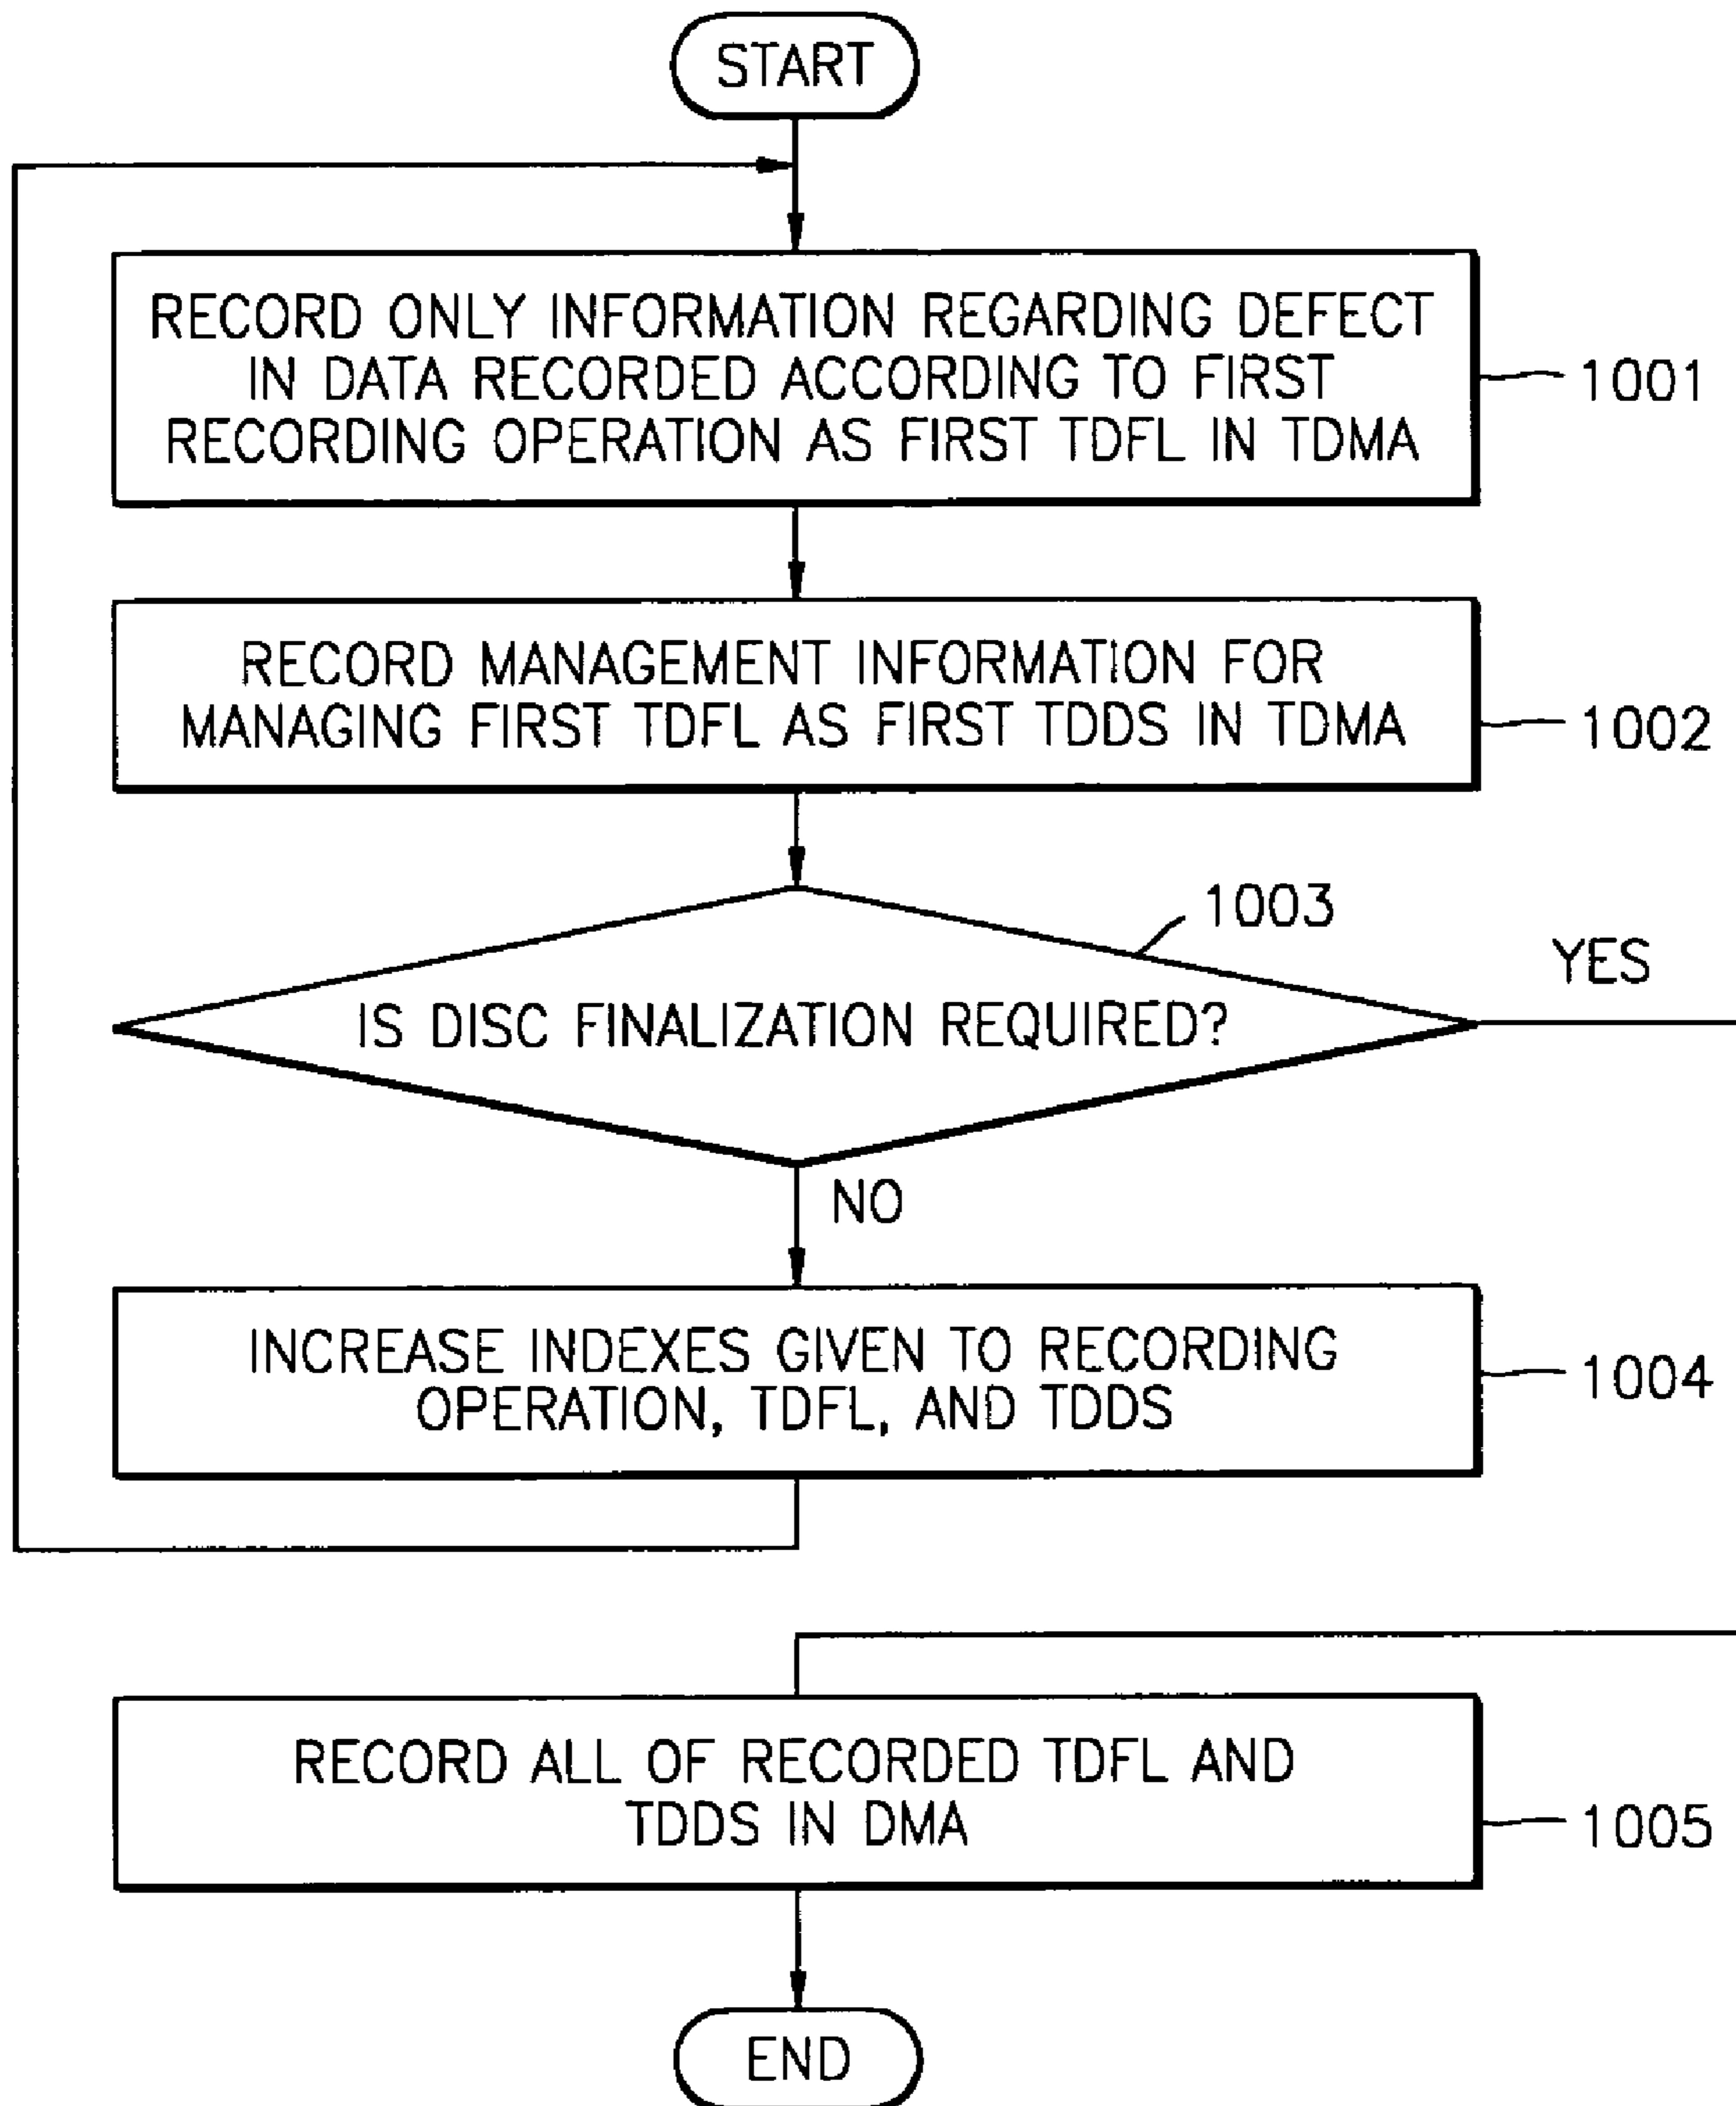 START
RECORD ONLY INFORMATION REGARDING DEFECT
IN DATA RECORDED ACCORDING TO FIRST
RECORDING OPERATION AS FIRST TDFL IN TDMA
1001
RECORD MANAGEMENT INFORMATION FOR
MANAGING FIRST TDFL AS FIRST TDDS IN TDMA
1002
1003
YES
IS DISC FINALIZATION REQUIRED?
NO
INCREASE INDEXES GIVEN TO RECORDING
OPERATION, TDFL, AND TDDS
1004
RECORD ALL OF RECORDED TDFL AND
TDDS IN DMA
1005
END